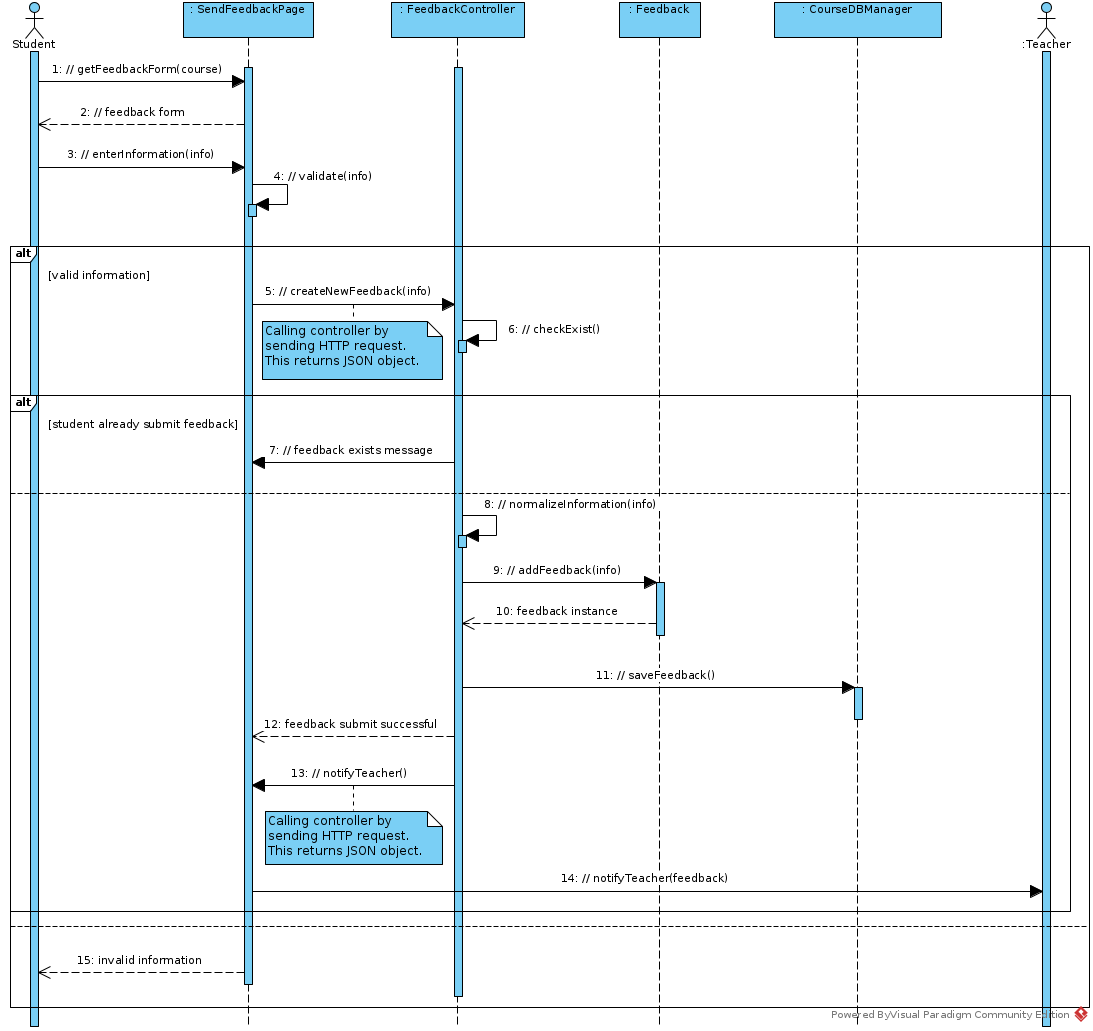 : SendFeedbackPage
: FeedbackController
: Feedback
: CourseDBManager
Student
:Teacher
1: // getFeedbackForm(course)
2: // feedback form
3: // enterInformation(info)
4: // validate(info)
alt
[valid information]
5: // createNewFeedback(info)
Calling controller by
sending HTTP request.
This returns JSON object.
6: // checkExist()
alt
[student already submit feedback]
7: // feedback exists message
8: // normalizeInformation(info)
9: // addFeedback(info)
10: feedback instance
11: // saveFeedback()
12: feedback submit successful
13: // notifyTeacher()
Calling controller by
sending HTTP request.
This returns JSON object.
14: // notifyTeacher(feedback)
15: invalid information
Powered ByVisual Paradigm Community Edition